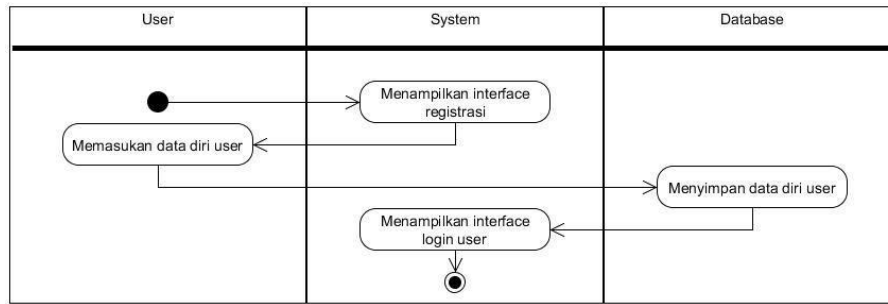 User
System
Database
Menampilkan interface
registrasi
Memasukan data diri user
Menyimpan data diri user
Menampilkan interface
login user